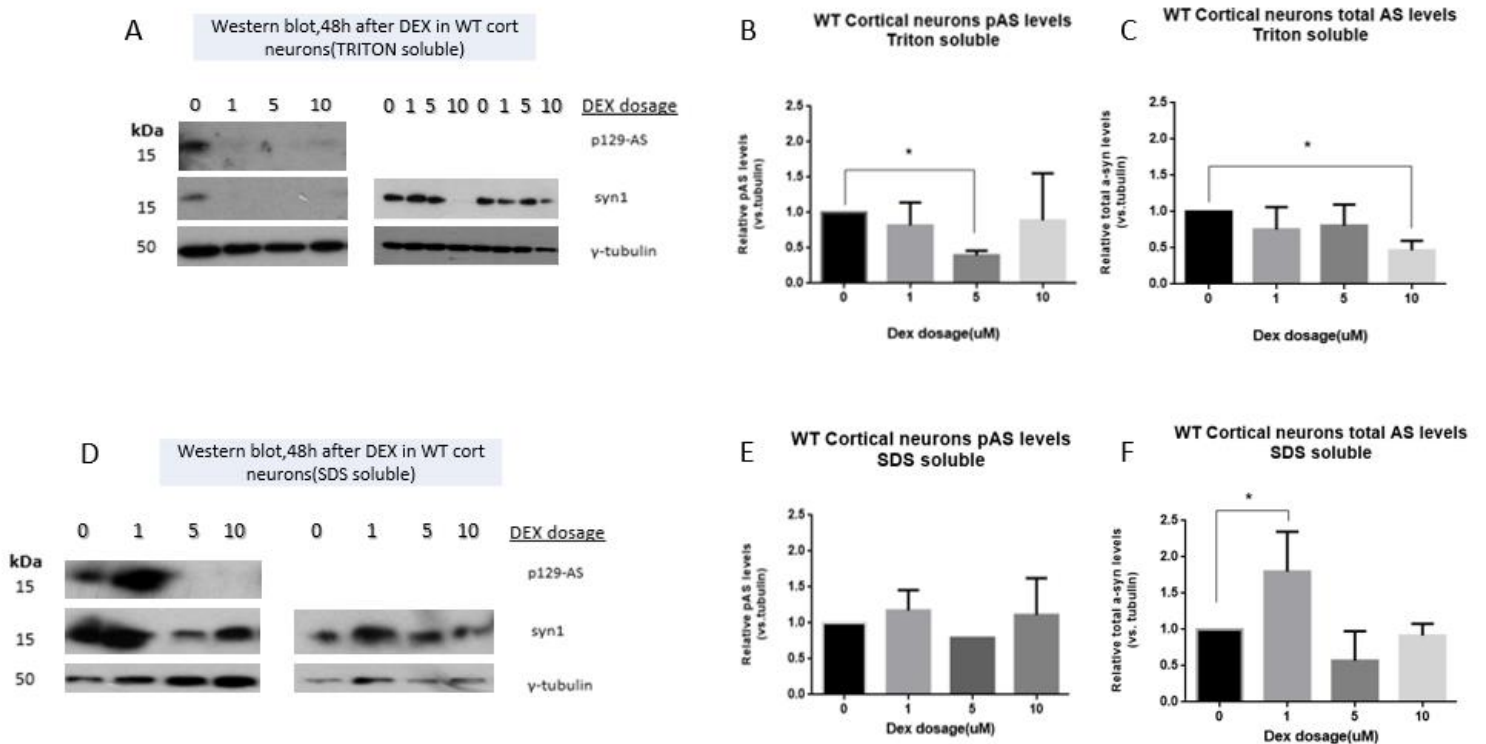 A
Western blot,48h after DEX in WT cort
neurons(TRITON soluble)
0 1 5 10
0 1 5 10 0 1 5 10
DEX dosage
kDa
15
p129-AS
15
syn1
50
γ-tubulin
B
WT Cortical neurons pAS levels
Triton soluble
Relative pAS levels
(vs.tubulin)
2.5
2.0
1.5
1.0
0.5
0.0
*
0 1 5 10
Dex dosage(uM)
C
WT Cortical neurons total AS levels
Triton soluble
Relative total a-syn levels
(vs.tubulin)
2.5
2.0
1.5
1.0
0.5
0.0
*
0 1 5 10
Dex dosage(uM)
D
Western blot,48h after DEX in WT cort
neurons(SDS soluble)
0 1 5 10
0 1 5 10
DEX dosage
kDa
15
p129-AS
15
syn1
50
γ-tubulin
E
WT Cortical neurons pAS levels
SDS soluble
Relative pAS levels
(vs.tubulin)
2.5
2.0
1.5
1.0
0.5
0.0
0 1 5 10
Dex dosage(uM)
F
WT Cortical neurons total AS levels
SDS soluble
Relative total a-syn levels
(vs. tubulin)
2.5
2.0
1.5
1.0
0.5
0.0
*
0 1 5 10
Dex dosage(uM)